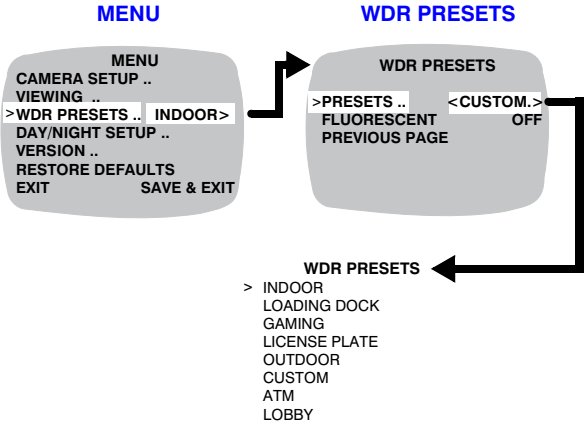 MENU
WDR PRESETS
MENU
CAMERA SETUP ..
VIEWING ..
>WDR PRESETS .. INDOOR>
DAY/NIGHT SETUP ..
VERSION ..
RESTORE DEFAULTS
EXIT SAVE & EXIT
WDR PRESETS
>PRESETS .. <CUSTOM.>
FLUORESCENT OFF
PREVIOUS PAGE
WDR PRESETS
> INDOOR
LOADING DOCK
GAMING
LICENSE PLATE
OUTDOOR
CUSTOM
ATM
LOBBY